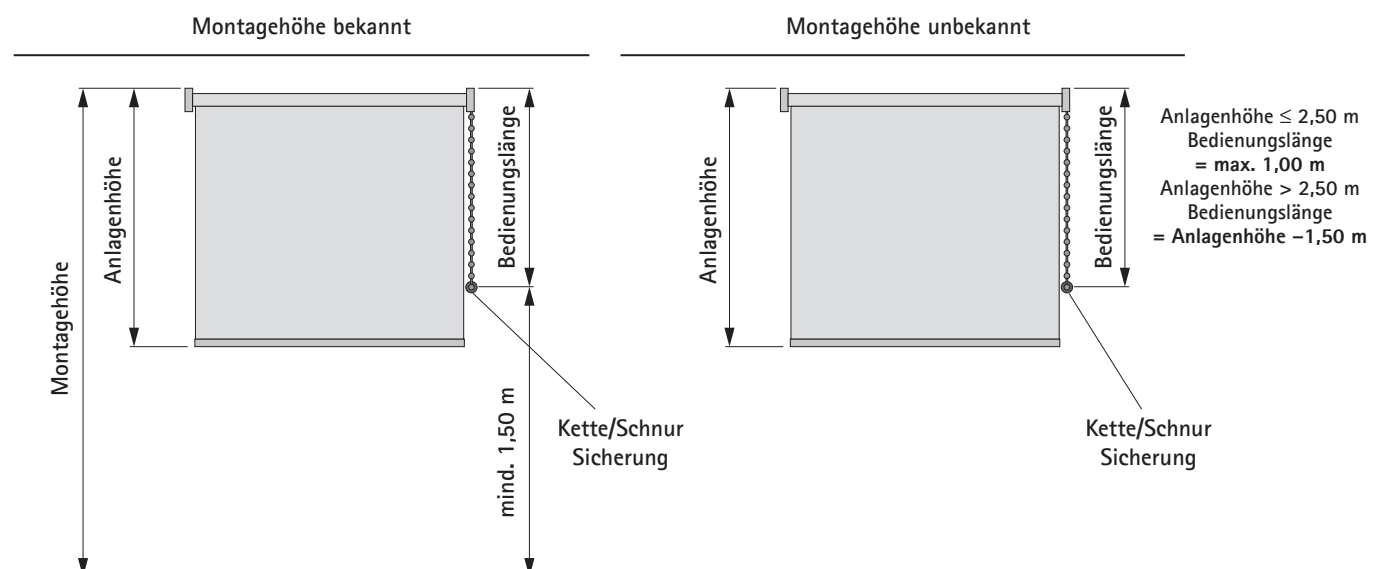 Montagehöhe bekannt
Montagehöhe
Anlagenhöhe
Bedienungslänge
mind. 1,50 m
Kette/Schnur
Sicherung
Montagehöhe unbekannt
Anlagenhöhe
Bedienungslänge
Kette/Schnur
Sicherung
Anlagenhöhe ≤ 2,50 m
Bedienungslänge
= max. 1,00 m
Anlagenhöhe > 2,50 m
Bedienungslänge
= Anlagenhöhe –1,50 m